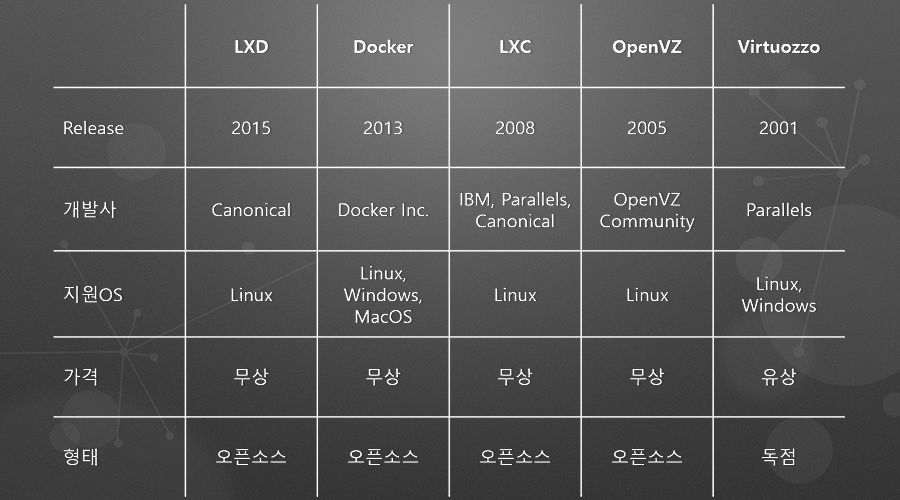 LXD Docker LXC OpenVZ Virtuozzo
Release 2015 2013 2008 2005 2001
개발사 Canonical Docker Inc. IBM, Parallels, Canonical OpenVZ Community Parallels
지원OS Linux Linux, Windows, MacOS Linux Linux Linux, Windows
가격 무상 무상 무상 무상 유상
형태 오픈소스 오픈소스 오픈소스 오픈소스 독점